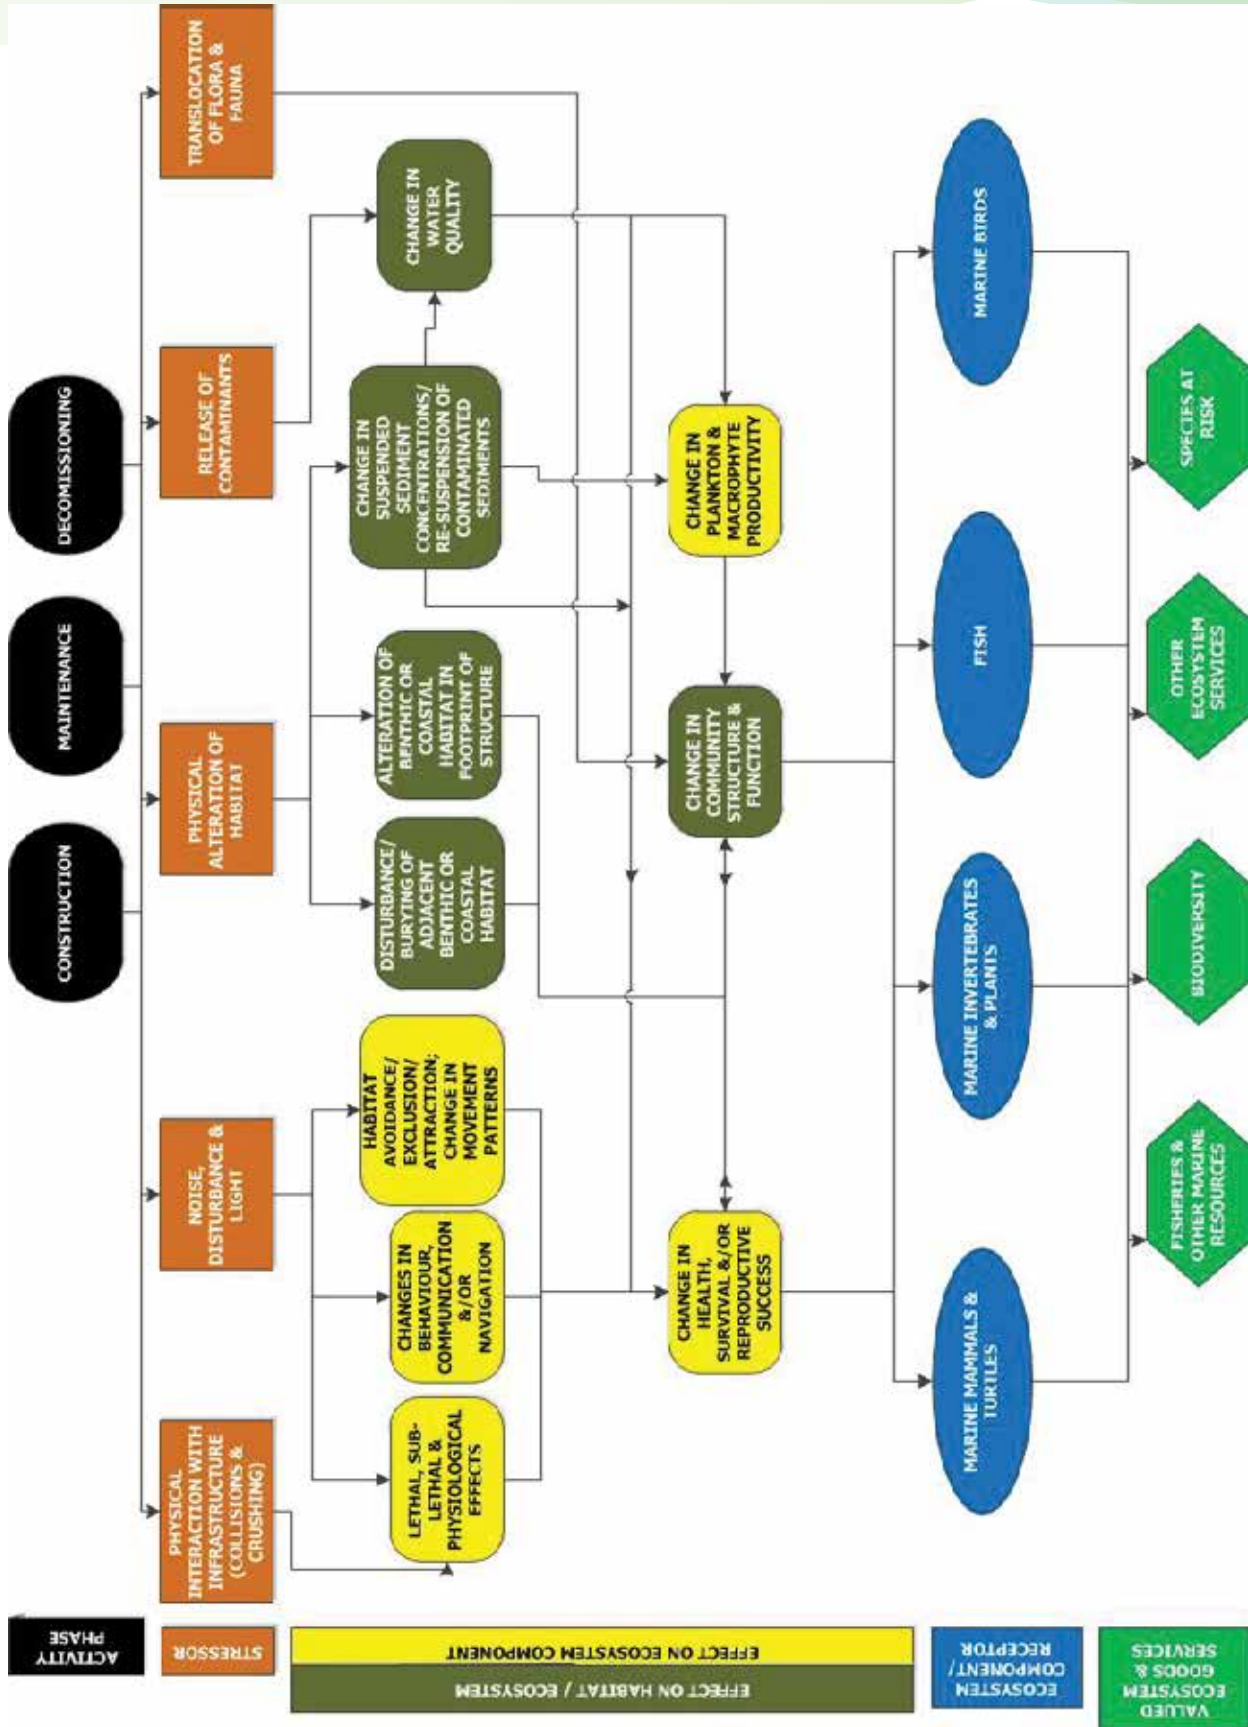 CONSTRUCTION
MAINTENANCE
DECOMISSIONING
PHYSICAL
INTERACTION WITH
INFRASTRUCTURE
(COLLISIONS &
CRUSHING)
NOISE,
DISTURBANCE &
LIGHT
PHYSICAL
ALTERATION OF
HABITAT
RELEASE OF
CONTAMINANTS
TRANSLOCATION
OF FLORA &
FAUNA
LETHAL, SUB-
LETHAL &
PHYSIOLOGICAL
EFFECTS
CHANGES IN
BEHAVIOUR,
COMMUNICATION
&/OR
NAVIGATION
HABITAT
AVOIDANCE/
EXCLUSION/
ATTRACTION;
CHANGE IN
MOVEMENT
PATTERNS
DISTURBANCE/
BURYING OF
ADJACENT
BENTHIC OR
COASTAL
HABITAT
ALTERATION OF
BENTHIC OR
COASTAL
HABITAT IN
FOOTPRINT OF
STRUCTURE
CHANGE IN
SUSPENDED
SEDIMENT
CONCENTRATIONS/
RE-SUSPENSION OF
CONTAMINATED
SEDIMENTS
CHANGE IN
WATER
QUALITY
CHANGE IN
HEALTH,
SURVIVAL &/OR
REPRODUCTIVE
SUCCESS
CHANGE IN
COMMUNITY
STRUCTURE &
FUNCTION
CHANGE IN
PLANKTON &
MACROPHYTE
PRODUCTIVITY
MARINE MAMMALS &
TURTLES
MARINE INVERTEBRATES
& PLANTS
FISH
MARINE BIRDS
FISHERIES &
OTHER MARINE
RESOURCES
BIODIVERSITY
OTHER
ECOSYSTEM
SERVICES
SPECIES AT
RISK
ACTIVITY
PHASE
STRESSOR
EFFECT ON ECOSYSTEM COMPONENT
EFFECT ON HABITAT / ECOSYSTEM
ECOSYSTEM
COMPONENT/
RECEPTOR
VALUED
ECOSYSTEM
GOODS &
SERVICES